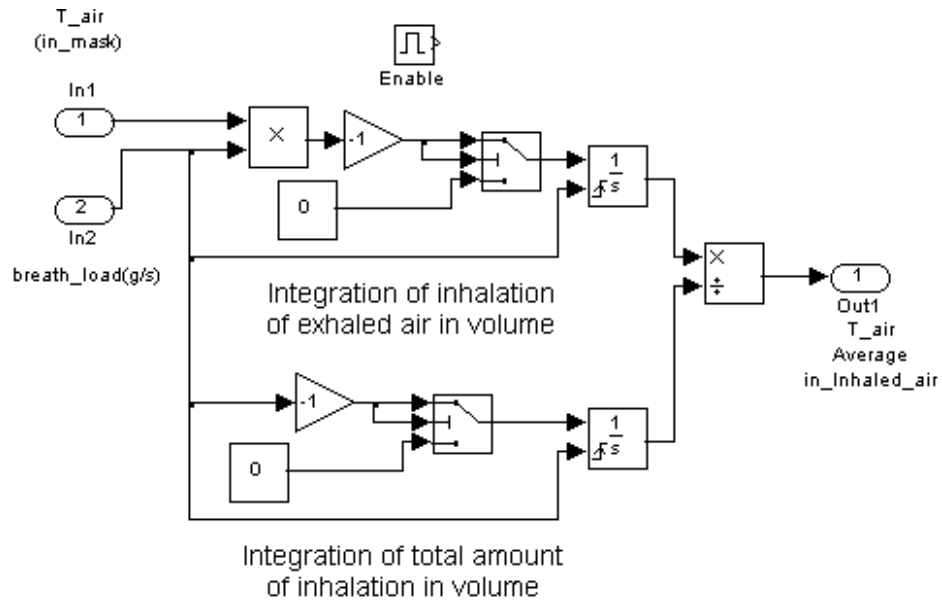 T_air
(in_mask)
Enable
In1
1
×
-1
1
s
0
2
In2
breath_load(g/s)
×
÷
1
Out1
T_air
Average
in_Inhaled_air
Integration of inhalation
of exhaled air in volume
-1
0
1
s
Integration of total amount
of inhalation in volume